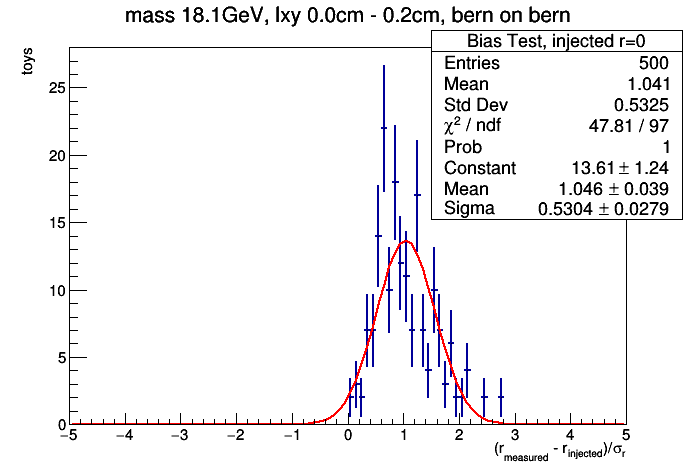 mass 18.1GeV, lxy 0.0cm - 0.2cm, bern on bern
toys
Bias Test, injected r=0
Entries 500
Mean 1.041
Std Dev 0.5325
χ² / ndf 47.81 / 97
Prob 1
Constant 13.61 ± 1.24
Mean 1.046 ± 0.039
Sigma 0.5304 ± 0.0279
25
20
15
10
5
0
−5 −4 −3 −2 −1 0 1 2 3 4 5
(r_measured - r_injected)/σ_r